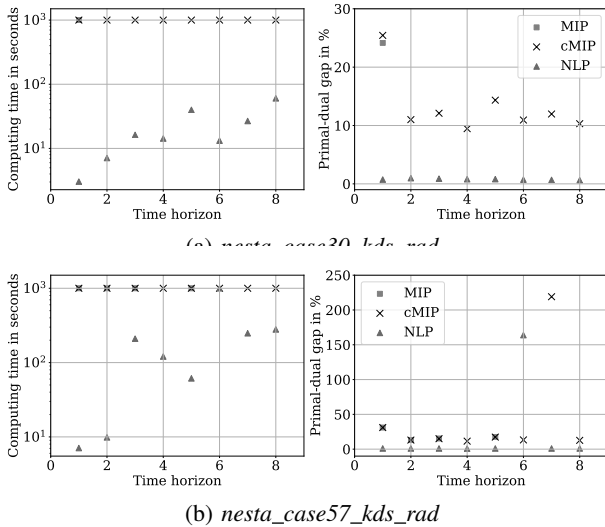 Computing time in seconds
10³
10²
10¹
0 2 4 6 8
Time horizon
Primal-dual gap in %
30
20
10
0
MIP
cMIP
NLP
0 2 4 6 8
Time horizon
(a) nesta_case30_kds_rad
Computing time in seconds
10³
10²
10¹
0 2 4 6 8
Time horizon
Primal-dual gap in %
250
200
150
100
50
0
MIP
cMIP
NLP
0 2 4 6 8
Time horizon
(b) nesta_case57_kds_rad